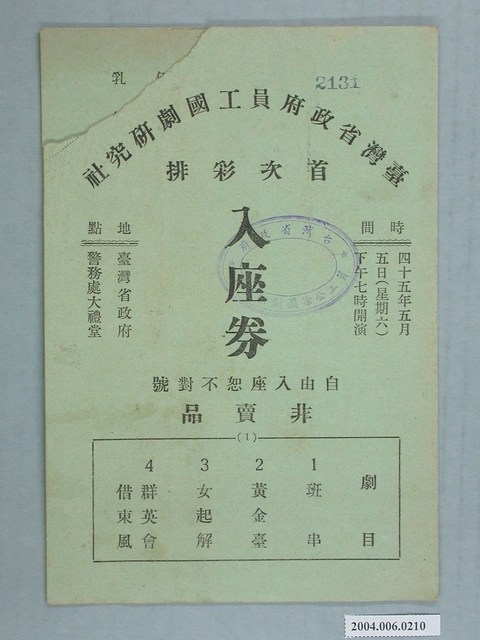 2131
臺灣省政府員工國劇研究社
首次彩排
入座券
時間
四十五年五月
五日(星期六)
下午七時開演
地點
臺灣省政府
警務處大禮堂
自由入座恕不對號
非賣品
(1)
劇目
1 班串
2 黃金臺
3 女起解
4 群英會
借東風
2004.006.0210